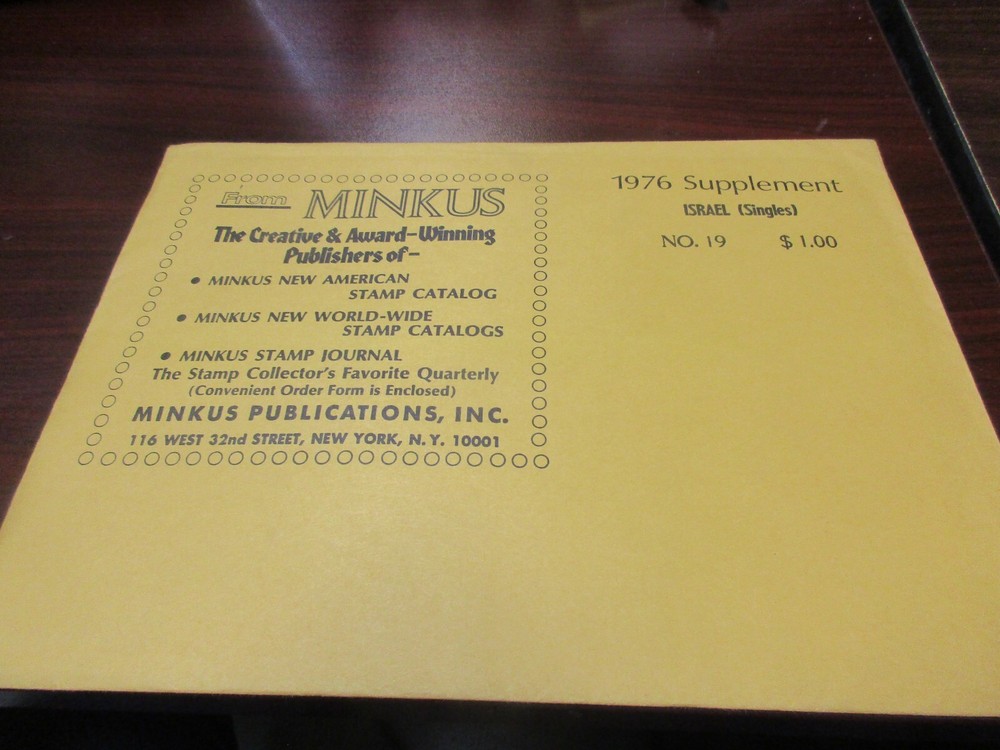 From MINKUS
The Creative & Award-Winning
Publishers of-
● MINKUS NEW AMERICAN
STAMP CATALOG
● MINKUS NEW WORLD-WIDE
STAMP CATALOGS
● MINKUS STAMP JOURNAL
The Stamp Collector's Favorite Quarterly
(Convenient Order Form is Enclosed)
MINKUS PUBLICATIONS, INC.
116 WEST 32nd STREET, NEW YORK, N.Y. 10001
1976 Supplement
ISRAEL (Singles)
NO. 19 $1.00